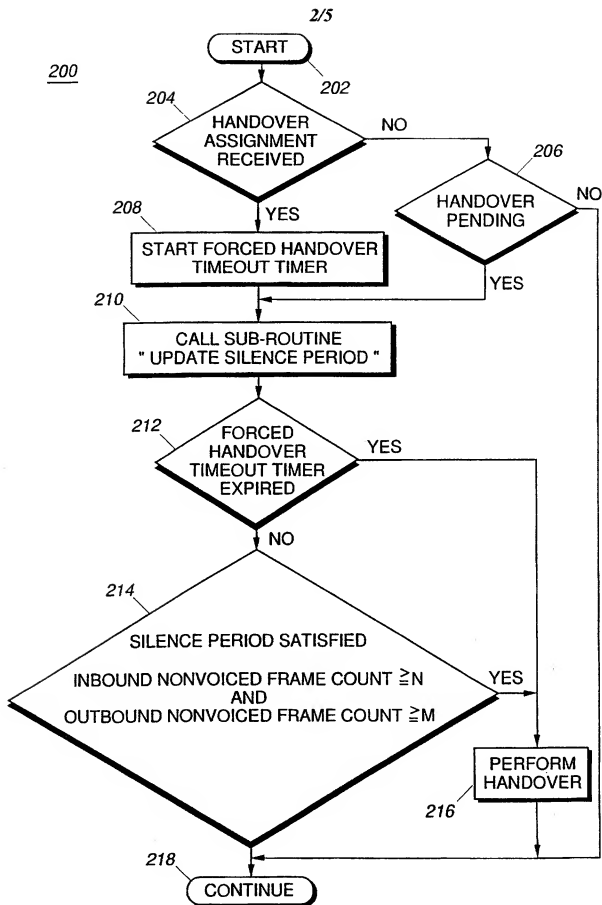 2/5
START
200
202
204
HANDOVER
ASSIGNMENT
RECEIVED
NO
206
HANDOVER
PENDING
NO
YES
208
START FORCED HANDOVER
TIMEOUT TIMER
YES
210
CALL SUB-ROUTINE
" UPDATE SILENCE PERIOD "
212
FORCED
HANDOVER
TIMEOUT TIMER
EXPIRED
YES
NO
214
SILENCE PERIOD SATISFIED
INBOUND NONVOICED FRAME COUNT ≧N
AND
OUTBOUND NONVOICED FRAME COUNT ≧M
YES
PERFORM
HANDOVER
216
218
CONTINUE